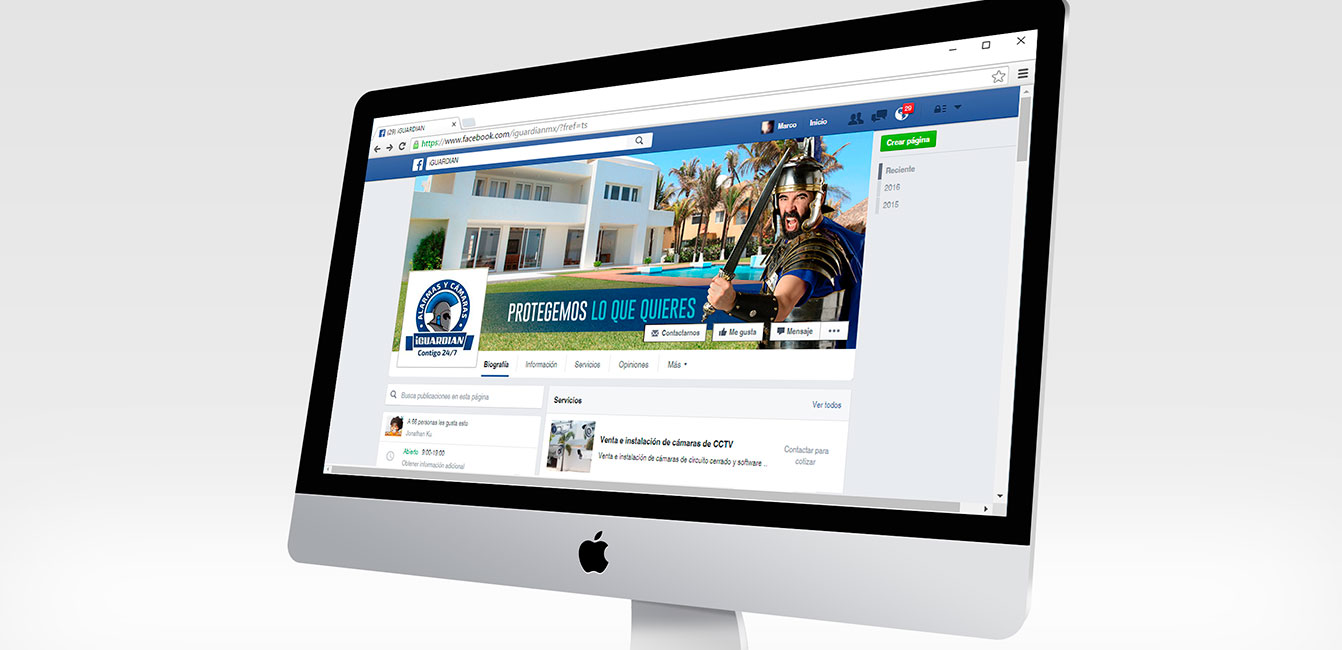 (29) iGUARDIAN
https://www.facebook.com/iguardianmx/?fref=ts
iGUARDIAN
Marco
Inicio
29
Crear página
Reciente
2016
2015
ALARMAS Y CÁMARAS
iGUARDIAN
Contigo 24/7
PROTEGEMOS LO QUE QUIERES
Contactarnos
Me gusta
Mensaje
Biografía
Información
Servicios
Opiniones
Más
Busca publicaciones en esta página
A 66 personas les gusta esto
Jonathan Ku
Abierto 9:00-19:00
Obtener información adicional
Servicios
Ver todos
Venta e instalación de cámaras de CCTV
Venta e instalación de cámaras de circuito cerrado y software...
Contactar para
cotizar